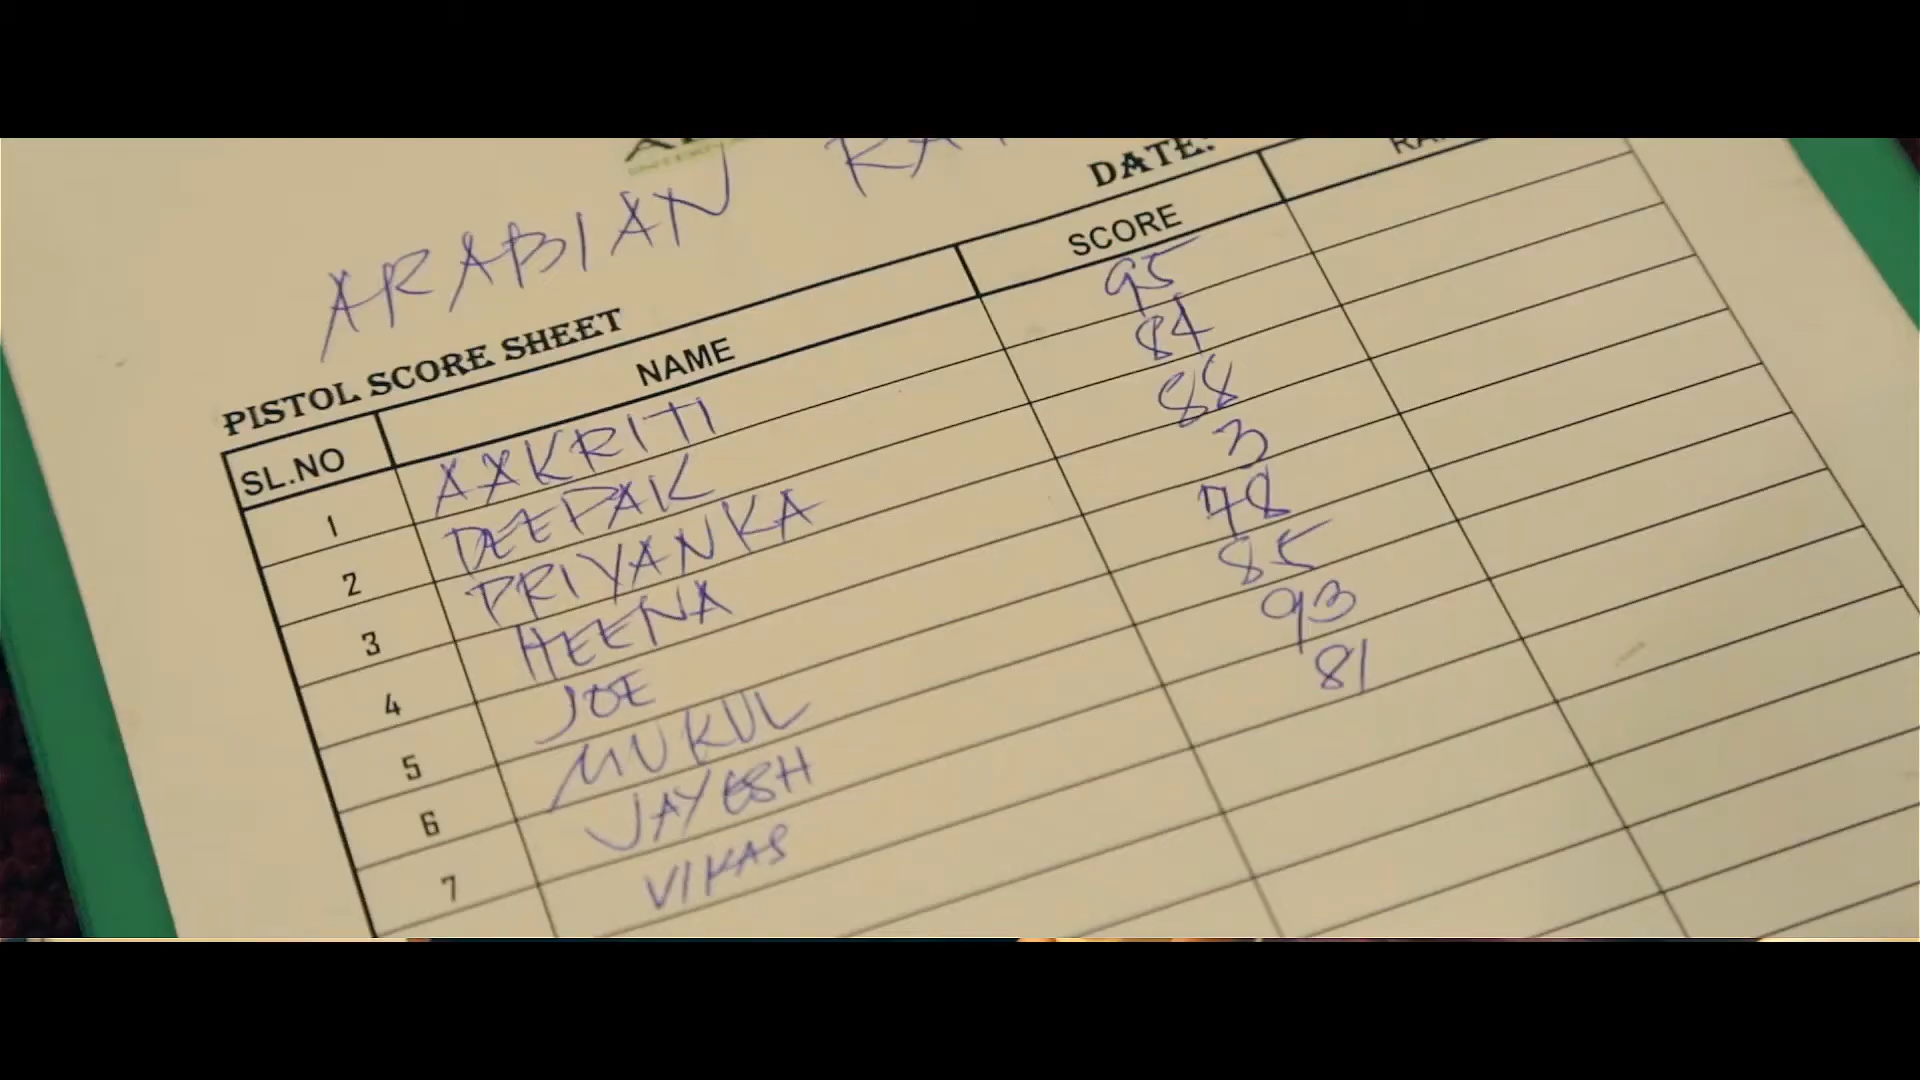 ARABIAN
DATE:
PISTOL SCORE SHEET
SL.NO NAME SCORE
1 AAKRITI 95
2 DEEPAK 84
3 PRIYANKA 88
4 HEENA 3
5 JOE 78
6 MUKUL 85
7 JAYESH 93
VIKAS 81